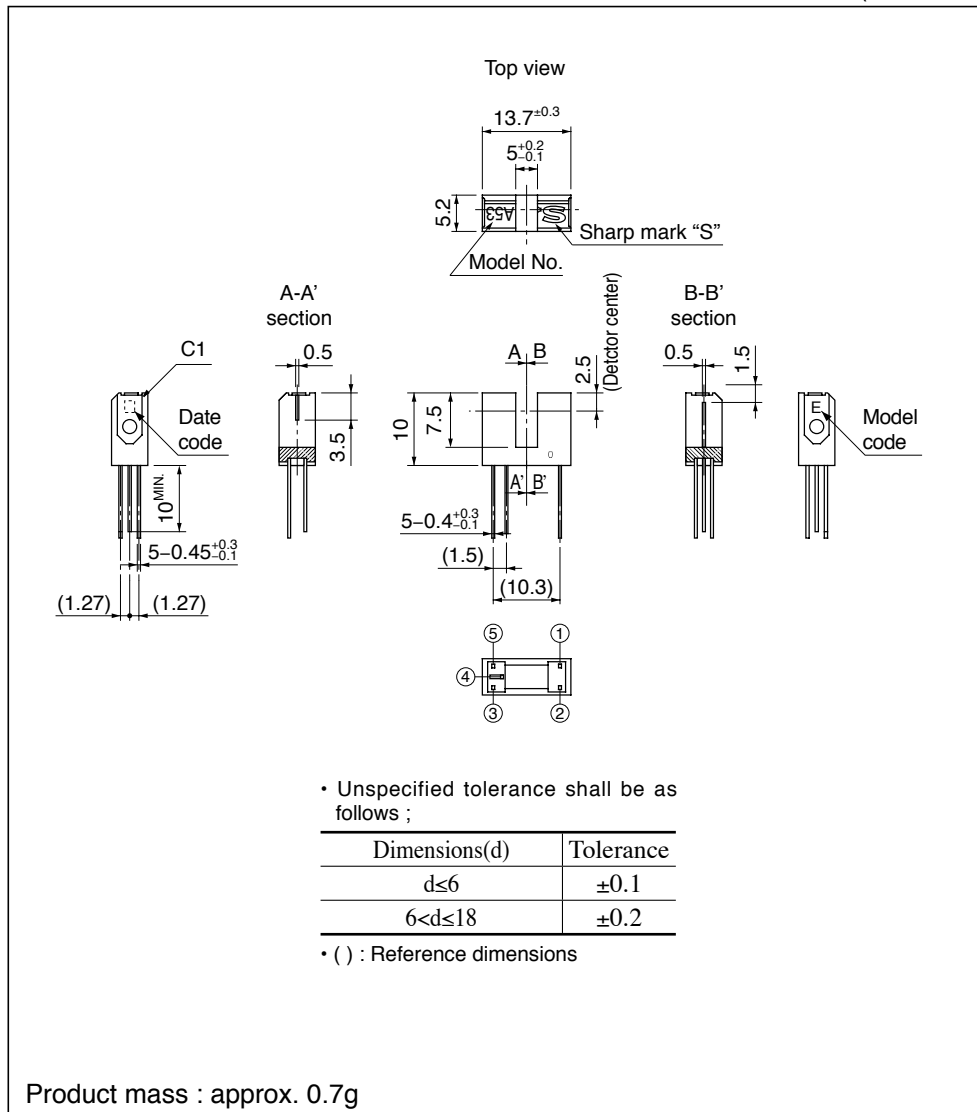 Top view
13.7±0.3
5+0.2−0.1
5.2
A53
S
Sharp mark “S”
Model No.
A-A’
section
B-B’
section
(Detctor center)
C1
0.5
A B
2.5
0.5
1.5
Date
code
3.5
10
7.5
E
Model
code
0
10MIN.
A’ B’
5−0.4+0.3−0.1
5−0.45+0.3−0.1
(1.5)
(10.3)
(1.27) (1.27)
⑤ ①
④
③ ②
• Unspecified tolerance shall be as
follows ;
Dimensions(d) Tolerance
d≤6 ±0.1
6<d≤18 ±0.2
• ( ) : Reference dimensions
Product mass : approx. 0.7g